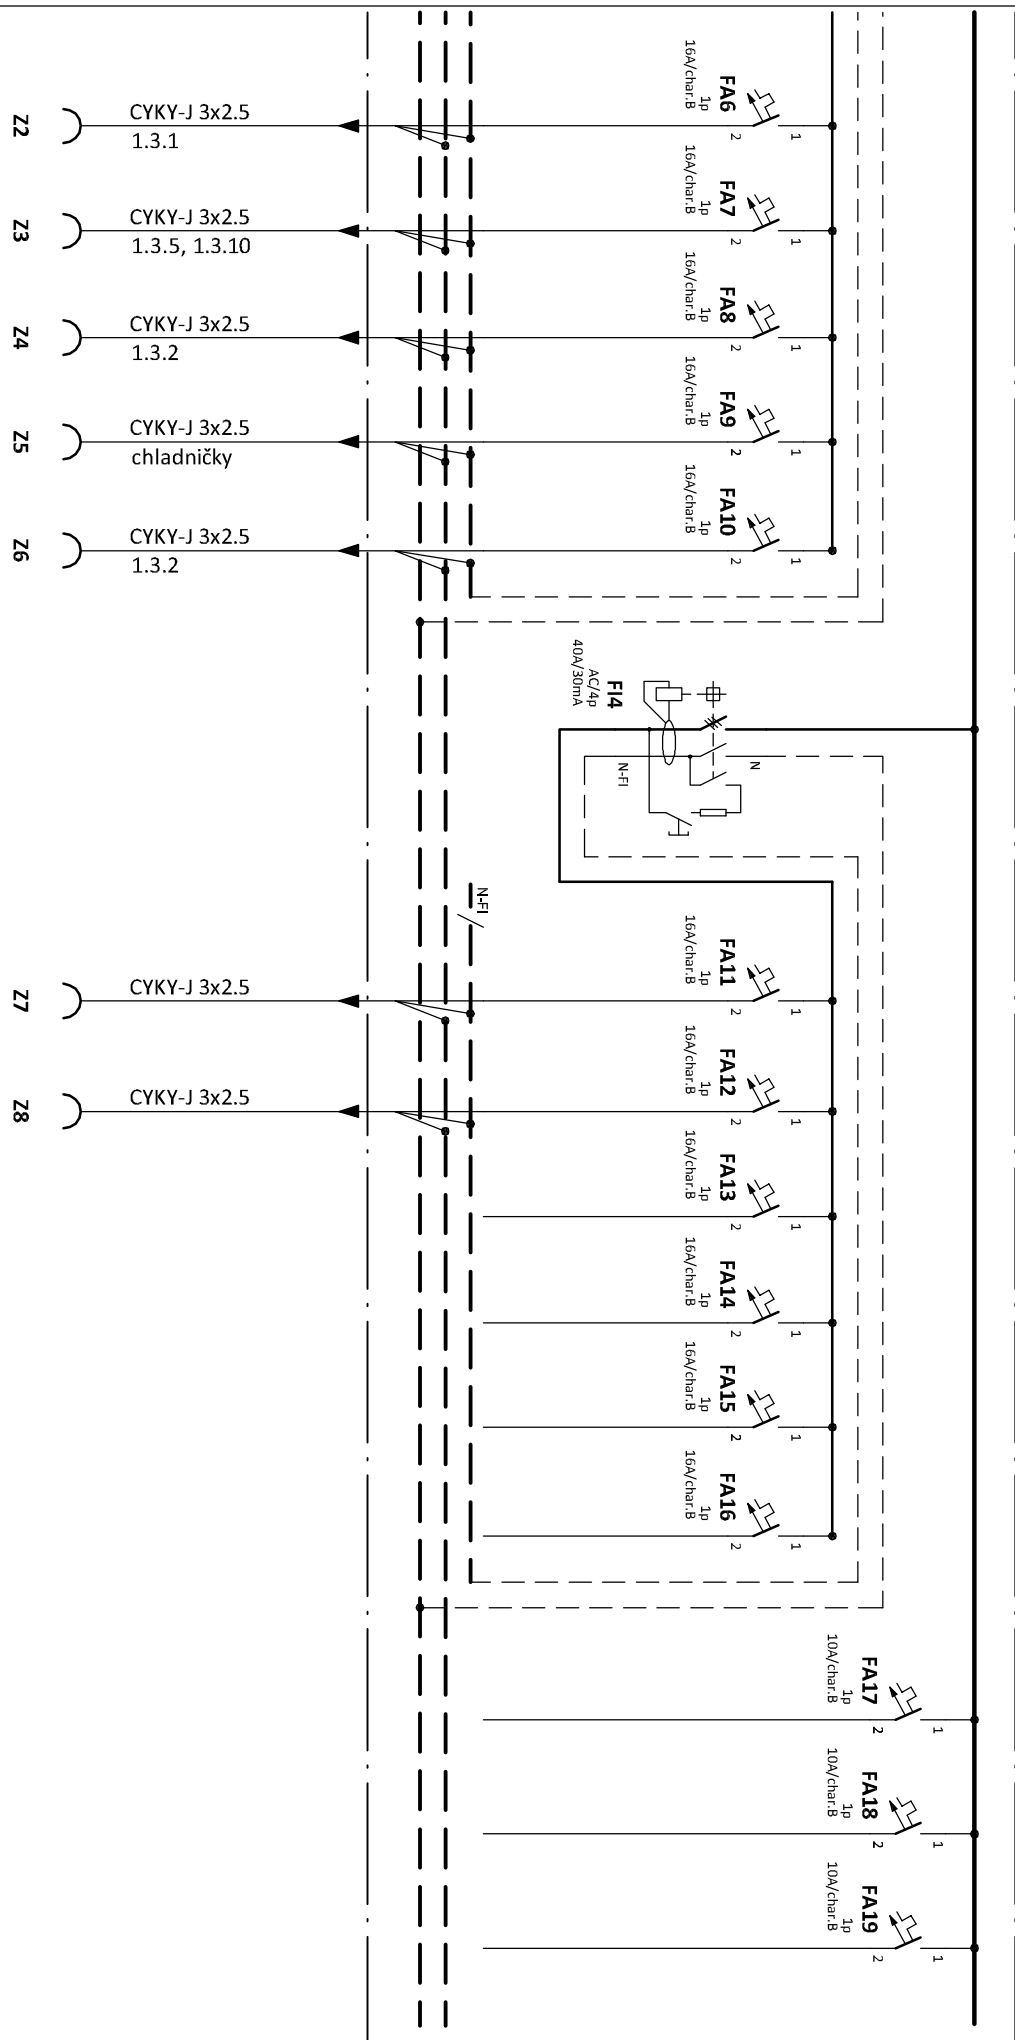 FA6
1p
16A/char.B
1
2
CYKY-J 3x2.5
1.3.1
Z2
FA7
1p
16A/char.B
1
2
CYKY-J 3x2.5
1.3.5, 1.3.10
Z3
FA8
1p
16A/char.B
1
2
CYKY-J 3x2.5
1.3.2
Z4
FA9
1p
16A/char.B
1
2
CYKY-J 3x2.5
chladničky
Z5
FA10
1p
16A/char.B
1
2
CYKY-J 3x2.5
1.3.2
Z6
FI4
AC/4p
40A/30mA
N
N-FI
N-FI
FA11
1p
16A/char.B
1
2
CYKY-J 3x2.5
Z7
FA12
1p
16A/char.B
1
2
CYKY-J 3x2.5
Z8
FA13
1p
16A/char.B
1
2
FA14
1p
16A/char.B
1
2
FA15
1p
16A/char.B
1
2
FA16
1p
16A/char.B
1
2
FA17
1p
10A/char.B
1
2
FA18
1p
10A/char.B
1
2
FA19
1p
10A/char.B
1
2